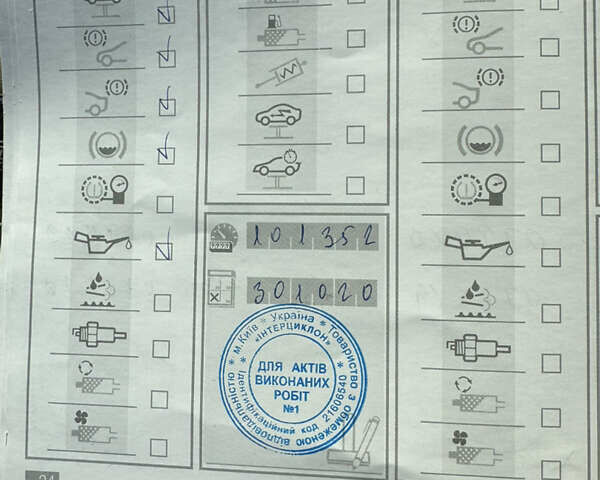 101352
301020
* м. Київ * Україна * Товариство з обмеженою відповідальністю
«ІНТЕРЦИКЛОН»
ідентифікаційний код 21606540
ДЛЯ АКТІВ
ВИКОНАНИХ
РОБІТ
№1